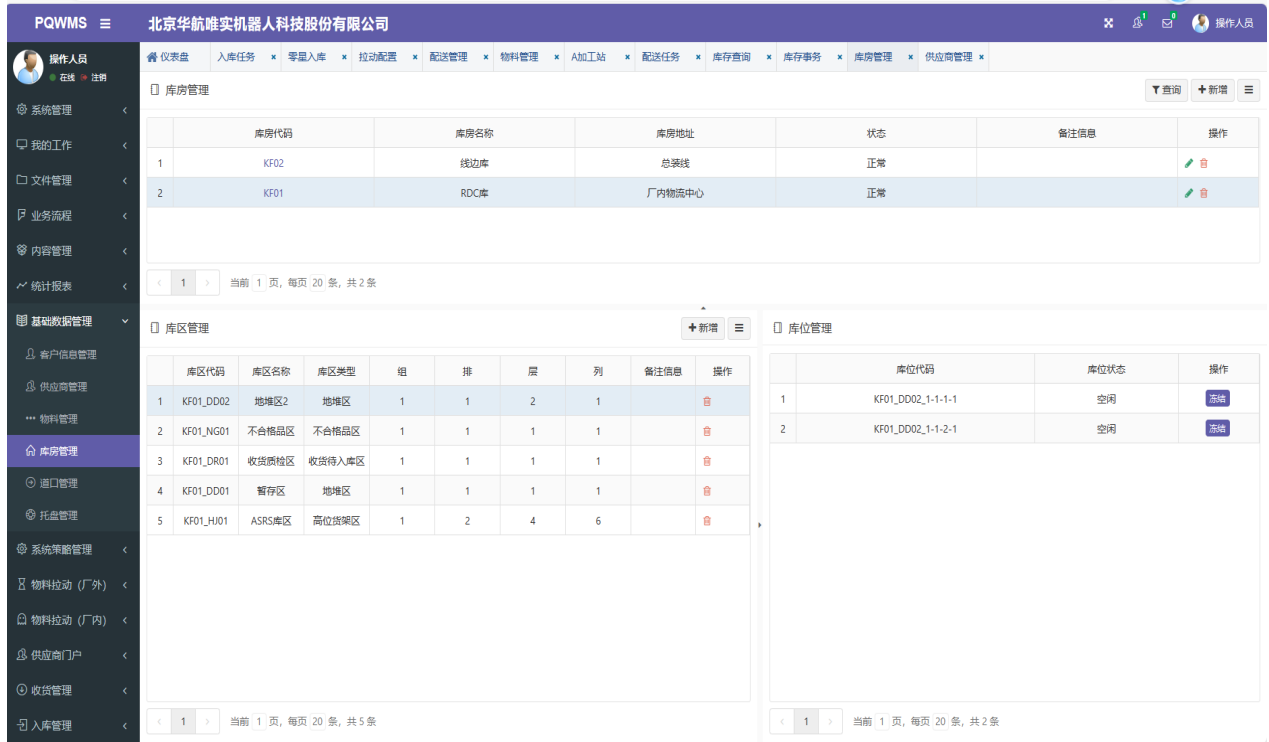 PQWMS
北京华航唯实机器人科技股份有限公司
1
0
操作人员
操作人员
在线 注销
仪表盘 入库任务 × 零星入库 × 拉动配置 × 配送管理 × 物料管理 × A加工站 × 配送任务 × 库存查询 × 库存事务 × 库房管理 × 供应商管理 ×
系统管理
我的工作
文件管理
业务流程
内容管理
统计报表
基础数据管理
客户信息管理
供应商管理
物料管理
库房管理
道口管理
托盘管理
系统策略管理
物料拉动（厂外）
物料拉动（厂内）
供应商门户
收货管理
入库管理
库房管理
查询 +新增
库房代码 库房名称 库房地址 状态 备注信息 操作
1 KF02 线边库 总装线 正常
2 KF01 RDC库 厂内物流中心 正常
< 1 > 当前 1 页, 每页 20 条, 共 2 条
库区管理
+新增
库区代码 库区名称 库区类型 组 排 层 列 备注信息 操作
1 KF01_DD02 地堆区2 地堆区 1 1 2 1
2 KF01_NG01 不合格品区 不合格品区 1 1 1 1
3 KF01_DR01 收货质检区 收货待入库区 1 1 1 1
4 KF01_DD01 暂存区 地堆区 1 1 1 1
5 KF01_HJ01 ASRS库区 高位货架区 1 2 4 6
< 1 > 当前 1 页, 每页 20 条, 共 5 条
库位管理
库位代码 库位状态 操作
1 KF01_DD02_1-1-1-1 空闲 冻结
2 KF01_DD02_1-1-2-1 空闲 冻结
< 1 > 当前 1 页, 每页 20 条, 共 2 条